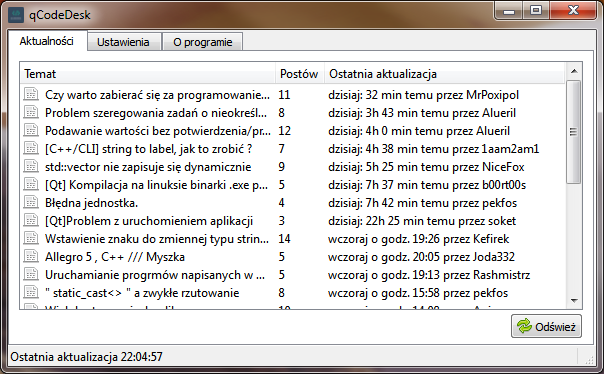 qCodeDesk
Aktualności Ustawienia O programie
Temat Postów Ostatnia aktualizacja
Czy warto zabierać się za programowanie... 11 dzisiaj: 32 min temu przez MrPoxipol
Problem szeregowania zadań o nieokreśl... 8 dzisiaj: 3h 43 min temu przez Alueril
Podawanie wartości bez potwierdzenia/pr... 12 dzisiaj: 4h 0 min temu przez Alueril
[C++/CLI] string to label, jak to zrobić ? 7 dzisiaj: 4h 38 min temu przez 1aam2am1
std::vector nie zapisuje się dynamicznie 9 dzisiaj: 5h 25 min temu przez NiceFox
[Qt] Kompilacja na linuksie binarki .exe p... 5 dzisiaj: 7h 37 min temu przez b00rt00s
Błędna jednostka. 4 dzisiaj: 7h 42 min temu przez pekfos
[Qt]Problem z uruchomieniem aplikacji 3 dzisiaj: 22h 25 min temu przez soket
Wstawienie znaku do zmiennej typu strin... 14 wczoraj o godz. 19:26 przez Kefirek
Allegro 5 , C++ /// Myszka 5 wczoraj o godz. 20:05 przez Joda332
Uruchamianie progrmów napisanych w ... 5 wczoraj o godz. 19:13 przez Rashmistrz
" static_cast<> " a zwykłe rzutowanie 8 wczoraj o godz. 15:58 przez pekfos
Odśwież
Ostatnia aktualizacja 22:04:57